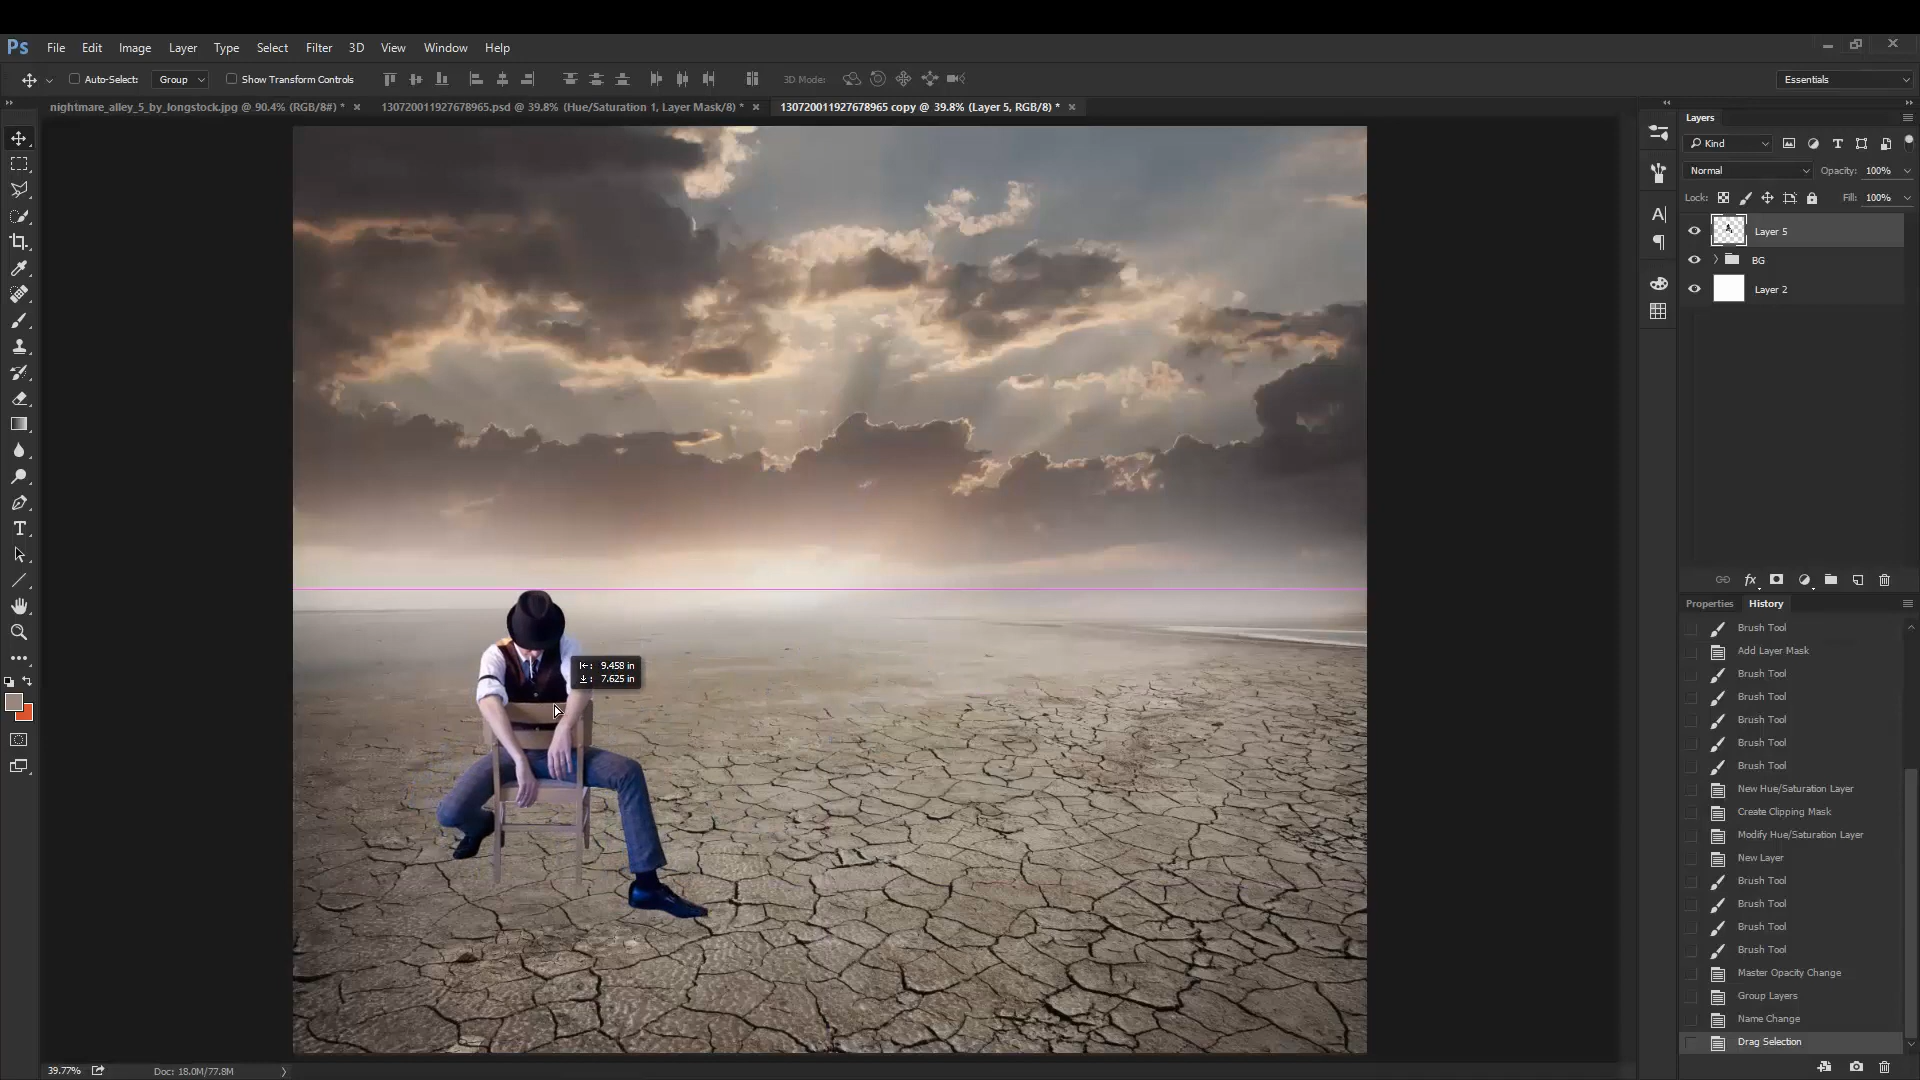 Ps File Edit Image Layer Type Select Filter 3D View Window Help
Auto-Select: Group Show Transform Controls 3D Mode: Essentials
nightmare_alley_5_by_longstock.jpg @ 90.4% (RGB/8#) * × 130720011927678965.psd @ 39.8% (Hue/Saturation 1, Layer Mask/8) * × 130720011927678965 copy @ 39.8% (Layer 5, RGB/8) * ×
Layers
Kind
Normal Opacity: 100%
Lock: Fill: 100%
Layer 5
BG
Layer 2
Properties History
Brush Tool
Add Layer Mask
Brush Tool
Brush Tool
Brush Tool
Brush Tool
Brush Tool
New Hue/Saturation Layer
Create Clipping Mask
Modify Hue/Saturation Layer
New Layer
Brush Tool
Brush Tool
Brush Tool
Brush Tool
Master Opacity Change
Group Layers
Name Change
Drag Selection
9.458 in
7.625 in
39.77% Doc: 18.0M/77.8M